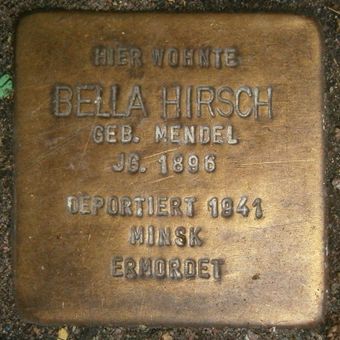 HIER WOHNTE
BELLA HIRSCH
GEB. MENDEL
JG. 1896
DEPORTIERT 1941
MINSK
ERMORDET